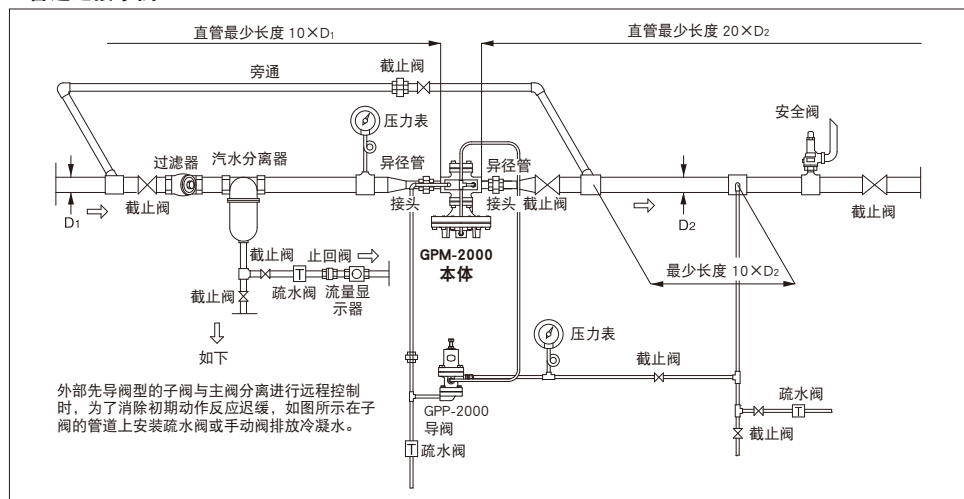 直管最少长度 10×D1
直管最少长度 20×D2
旁通
截止阀
压力表
安全阀
过滤器
汽水分离器
异径管
异径管
D1
截止阀
接头
接头
截止阀
D2
截止阀
GPM-2000
本体
最少长度 10×D2
截止阀
止回阀
截止阀
疏水阀
流量显
示器
如下
压力表
截止阀
外部先导阀型的子阀与主阀分离进行远程控制
时，为了消除初期动作反应迟缓，如图所示在子
阀的管道上安装疏水阀或手动阀排放冷凝水。
GPP-2000
导阀
T
疏水阀
T
疏水阀
T
截止阀